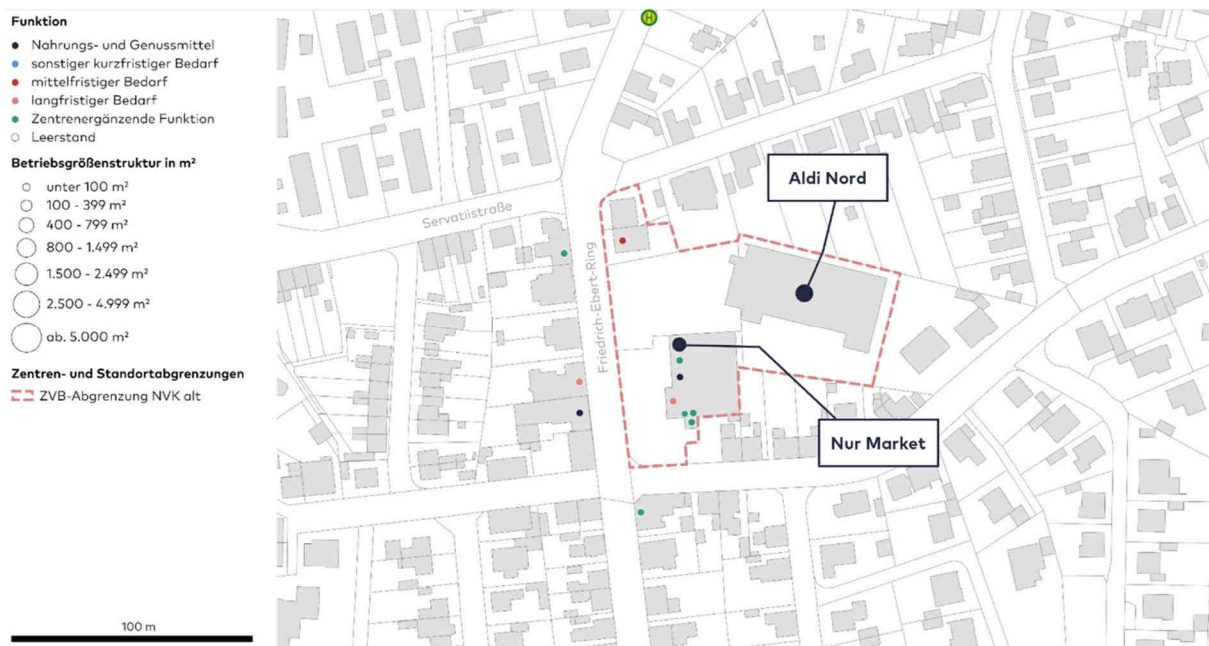 Funktion
Nahrungs- und Genussmittel
sonstiger kurzfristiger Bedarf
mittelfristiger Bedarf
langfristiger Bedarf
Zentrenergänzende Funktion
Leerstand
Betriebsgrößenstruktur in m²
unter 100 m²
100 - 399 m²
400 - 799 m²
800 - 1.499 m²
1.500 - 2.499 m²
2.500 - 4.999 m²
ab. 5.000 m²
Zentren- und Standortabgrenzungen
ZVB-Abgrenzung NVK alt
100 m
H
Servatiistraße
Friedrich-Ebert-Ring
Aldi Nord
Nur Market